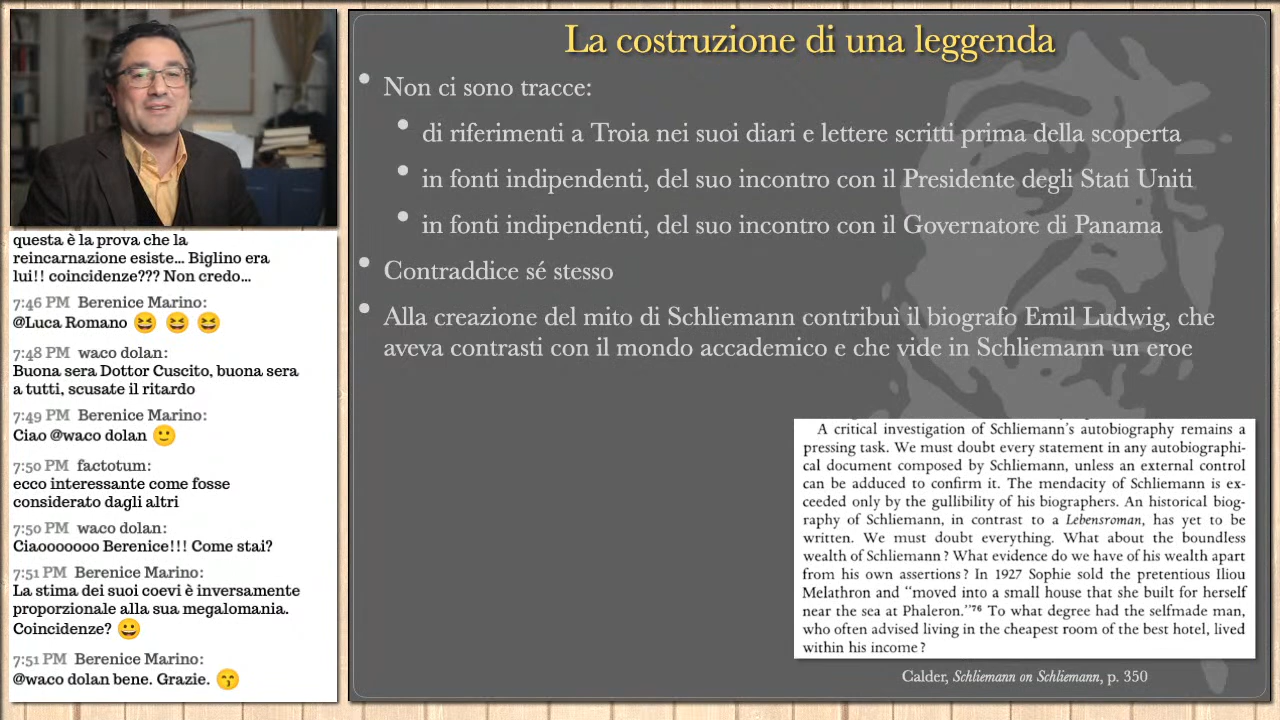 La costruzione di una leggenda
• Non ci sono tracce:
• di riferimenti a Troia nei suoi diari e lettere scritti prima della scoperta
• in fonti indipendenti, del suo incontro con il Presidente degli Stati Uniti
• in fonti indipendenti, del suo incontro con il Governatore di Panama
• Contraddice sé stesso
• Alla creazione del mito di Schliemann contribuì il biografo Emil Ludwig, che
aveva contrasti con il mondo accademico e che vide in Schliemann un eroe
A critical investigation of Schliemann's autobiography remains a
pressing task. We must doubt every statement in any autobiographi-
cal document composed by Schliemann, unless an external control
can be adduced to confirm it. The mendacity of Schliemann is ex-
ceeded only by the gullibility of his biographers. An historical biog-
raphy of Schliemann, in contrast to a Lebensroman, has yet to be
written. We must doubt everything. What about the boundless
wealth of Schliemann? What evidence do we have of his wealth apart
from his own assertions? In 1927 Sophie sold the pretentious Iliou
Melathron and "moved into a small house that she built for herself
near the sea at Phaleron."76 To what degree had the selfmade man,
who often advised living in the cheapest room of the best hotel, lived
within his income?
Calder, Schliemann on Schliemann, p. 350
questa è la prova che la
reincarnazione esiste... Biglino era
lui!! coincidenze??? Non credo...
7:46 PM Berenice Marino:
@Luca Romano 😆 😆 😆
7:48 PM waco dolan:
Buona sera Dottor Cuscito, buona sera
a tutti, scusate il ritardo
7:49 PM Berenice Marino:
Ciao @waco dolan 🙂
7:50 PM factotum:
ecco interessante come fosse
considerato dagli altri
7:50 PM waco dolan:
Ciaooooooo Berenice!!! Come stai?
7:51 PM Berenice Marino:
La stima dei suoi coevi è inversamente
proporzionale alla sua megalomania.
Coincidenze? 😀
7:51 PM Berenice Marino:
@waco dolan bene. Grazie. 😙